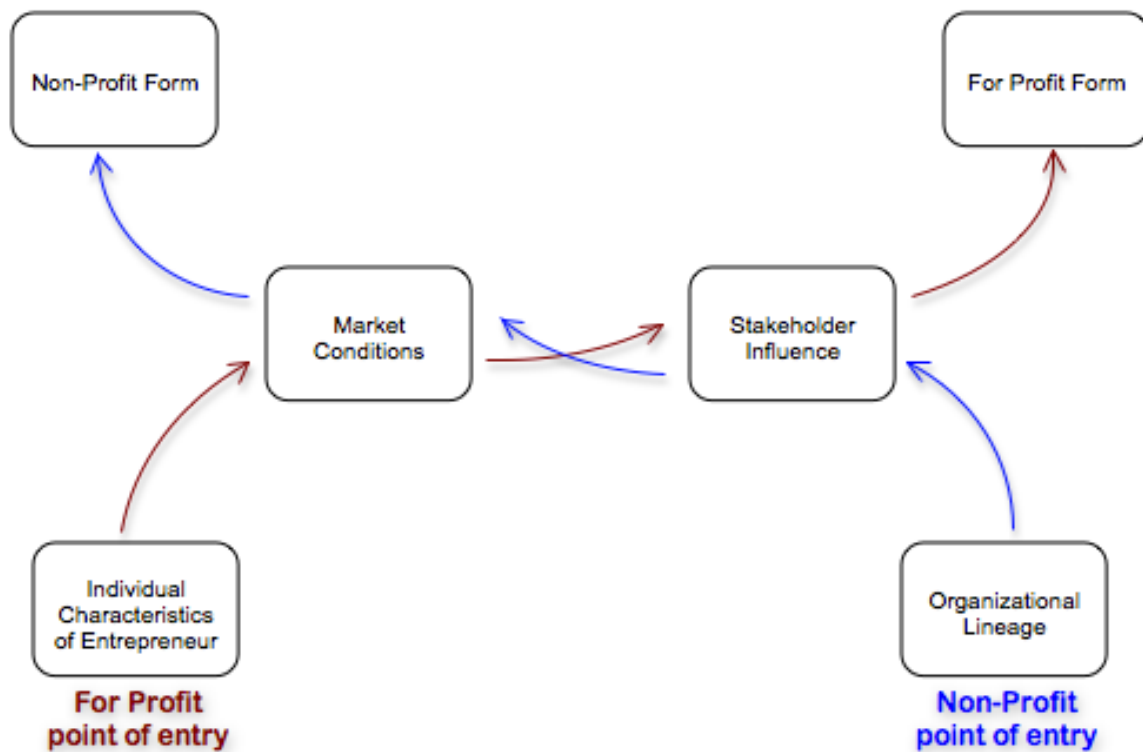 Non-Profit Form
For Profit Form
Market
Conditions
Stakeholder
Influence
Individual
Characteristics
of Entrepreneur
Organizational
Lineage
For Profit
point of entry
Non-Profit
point of entry